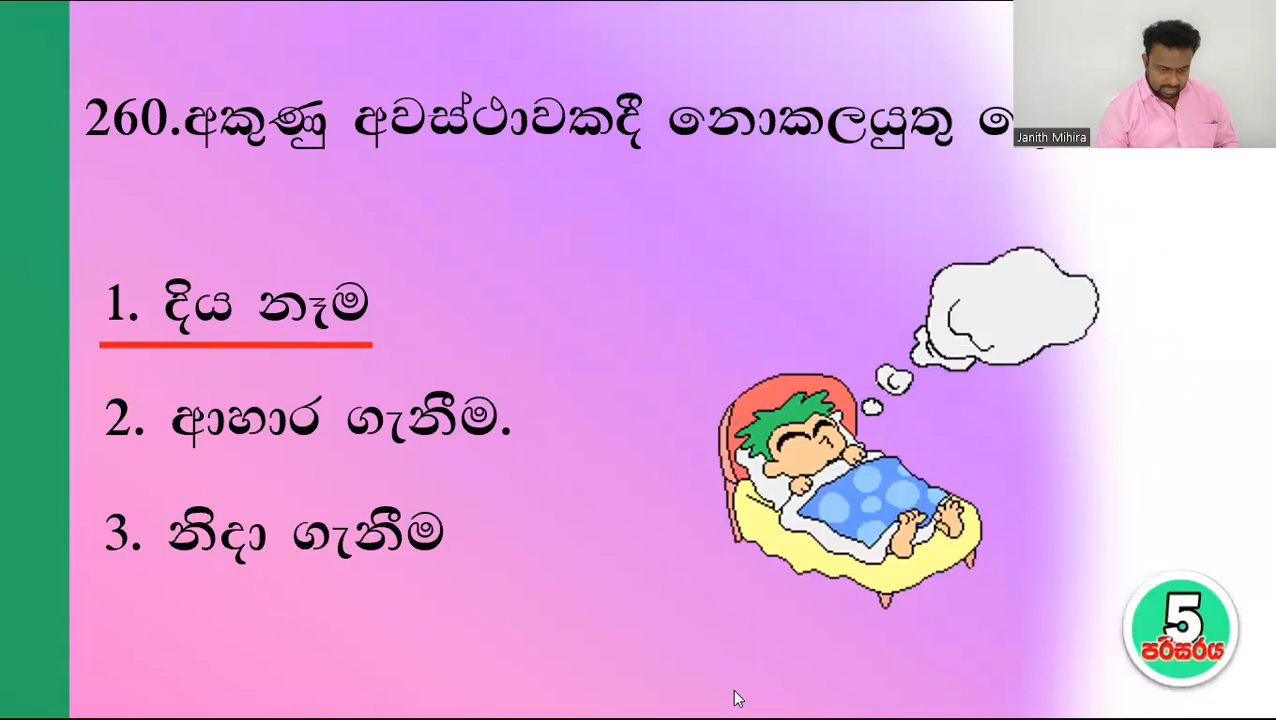 260.අකුණු අවස්ථාවකදී නොකලයුතු
Janith Mihira
1. දිය නෑම
2. ආහාර ගැනීම.
3. නිදා ගැනීම
5
පරිසරය